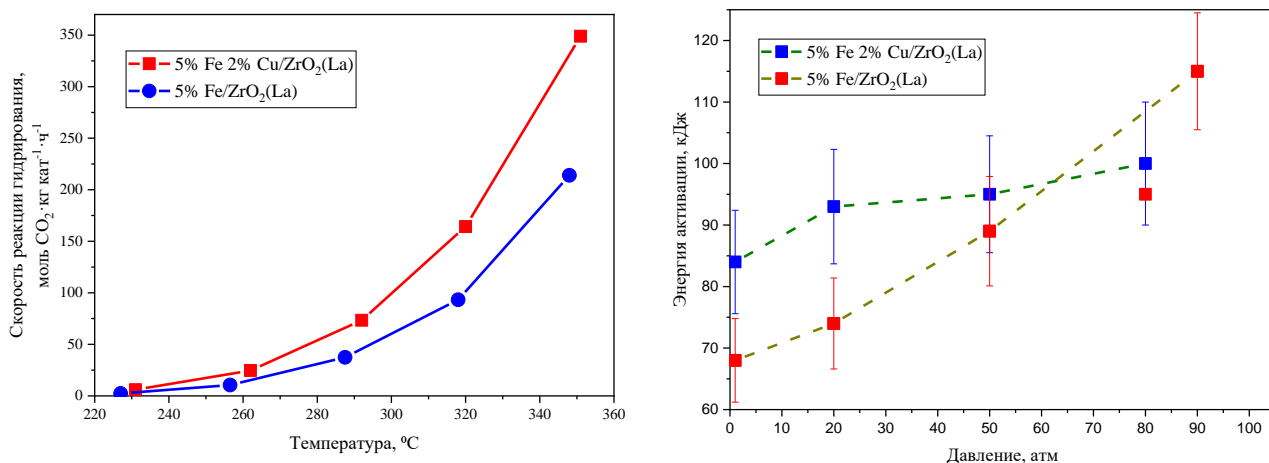 Скорость реакции гидрирования,
моль CO₂·кг кат⁻¹·ч⁻¹
350
300
250
200
150
100
50
0
5% Fe 2% Cu/ZrO₂(La)
5% Fe/ZrO₂(La)
220 240 260 280 300 320 340 360
Температура, ⁰C
Энергия активации, кДж
120
110
100
90
80
70
60
5% Fe 2% Cu/ZrO₂(La)
5% Fe/ZrO₂(La)
0 10 20 30 40 50 60 70 80 90 100
Давление, атм